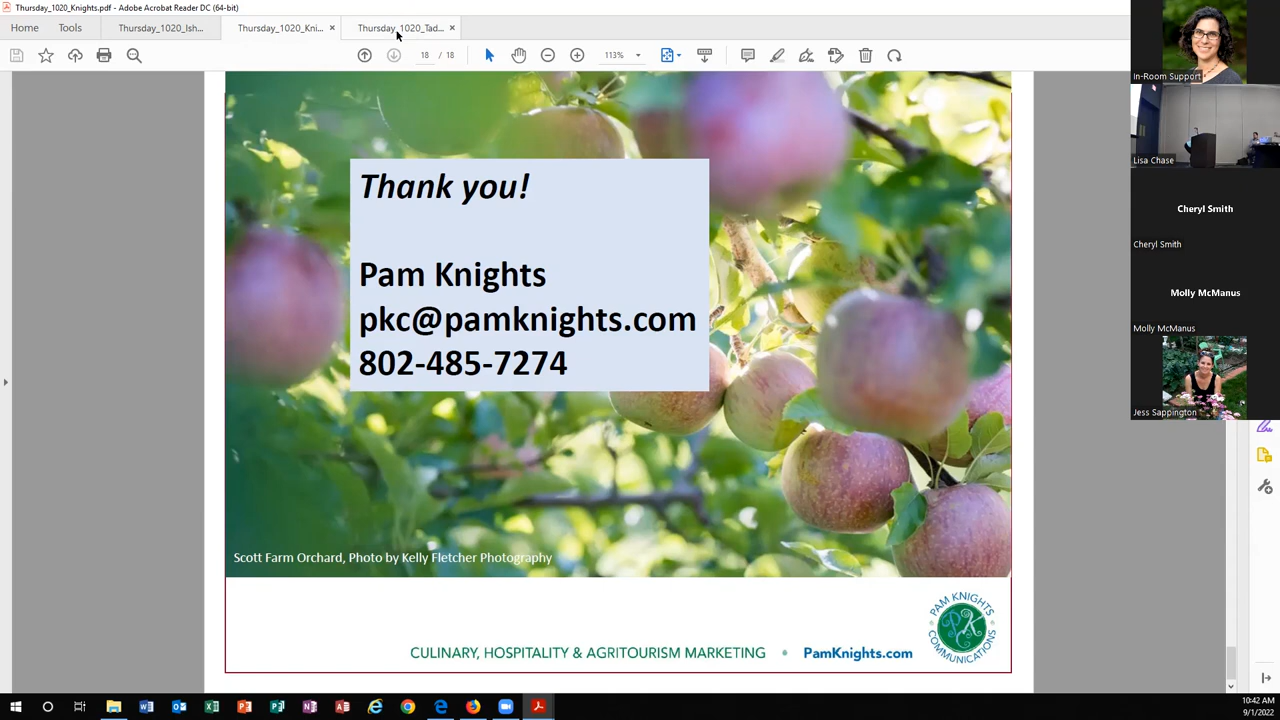 Thursday_1020_Knights.pdf - Adobe Acrobat Reader DC (64-bit)
Home
Tools
Thursday_1020_Ish...
Thursday_1020_Kni...
Thursday_1020_Tad...
18 / 18
113%
Thank you!
Pam Knights
pkc@pamknights.com
802-485-7274
Scott Farm Orchard, Photo by Kelly Fletcher Photography
CULINARY, HOSPITALITY & AGRITOURISM MARKETING • PamKnights.com
PAM KNIGHTS
PKC
COMMUNICATIONS
In-Room Support
Lisa Chase
Cheryl Smith
Cheryl Smith
Molly McManus
Molly McManus
Jess Sappington
10:42 AM
9/1/2022